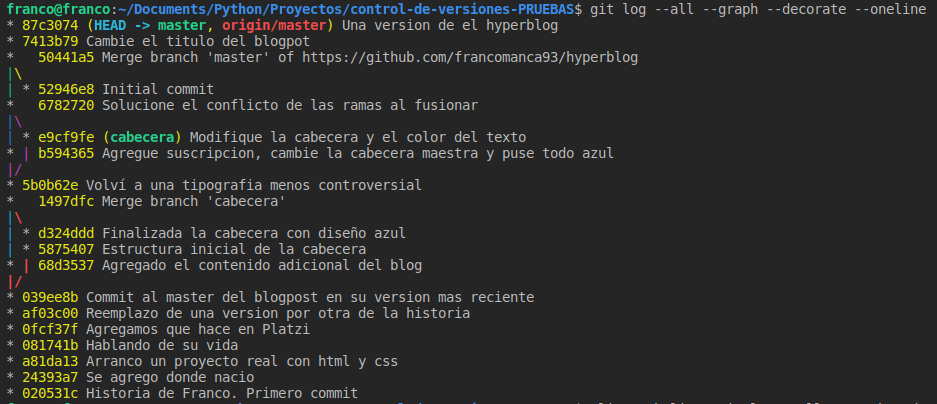 franco@franco:~/Documents/Python/Proyectos/control-de-versiones-PRUEBAS$ git log --all --graph --decorate --oneline
* 87c3074 (HEAD -> master, origin/master) Una version de el hyperblog
* 7413b79 Cambie el titulo del blogpot
*   50441a5 Merge branch 'master' of https://github.com/francomanca93/hyperblog
|\
| * 52946e8 Initial commit
*   6782720 Solucione el conflicto de las ramas al fusionar
|\
| * e9cf9fe (cabecera) Modifique la cabecera y el color del texto
* | b594365 Agregue suscripcion, cambie la cabecera maestra y puse todo azul
|/
* 5b0b62e Volví a una tipografia menos controversial
*   1497dfc Merge branch 'cabecera'
|\
| * d324ddd Finalizada la cabecera con diseño azul
| * 5875407 Estructura inicial de la cabecera
* | 68d3537 Agregado el contenido adicional del blog
|/
* 039ee8b Commit al master del blogpost en su version mas reciente
* af03c00 Reemplazo de una version por otra de la historia
* 0fcf37f Agregamos que hace en Platzi
* 081741b Hablando de su vida
* a81da13 Arranco un proyecto real con html y css
* 24393a7 Se agrego donde nacio
* 020531c Historia de Franco. Primero commit